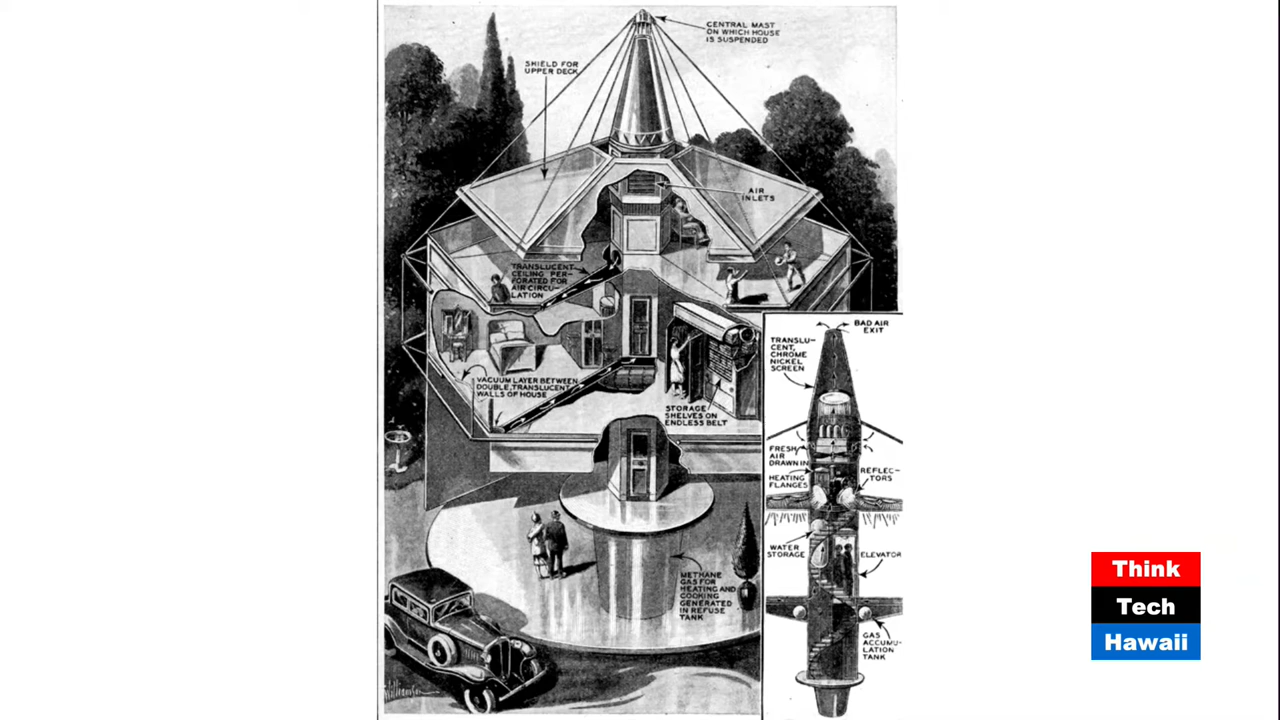 CENTRAL MAST
ON WHICH HOUSE
IS SUSPENDED
SHIELD FOR
UPPER DECK
AIR
INLETS
TRANSLUCENT
CEILING PER-
FORATED FOR
AIR CIRCU-
LATION
VACUUM LAYER BETWEEN
DOUBLE, TRANSLUCENT
WALLS OF HOUSE
STORAGE
SHELVES ON
ENDLESS BELT
METHANE
GAS FOR
HEATING AND
COOKING
GENERATED
IN REFUSE
TANK
BAD AIR
EXIT
TRANSLU-
CENT,
CHROME
NICKEL
SCREEN
FRESH
AIR
DRAWN IN
HEATING
FLANGES
REFLEC-
TORS
WATER
STORAGE
ELEVATOR
GAS
ACCUMU-
LATION
TANK
Williamson
Think
Tech
Hawaii